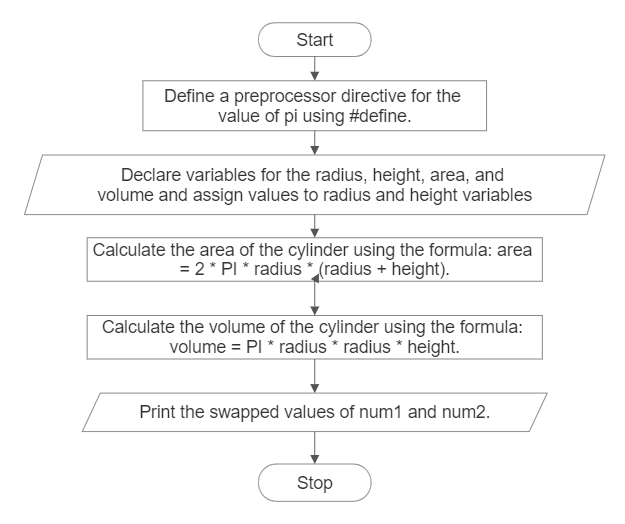 Start
Define a preprocessor directive for the
value of pi using #define.
Declare variables for the radius, height, area, and
volume and assign values to radius and height variables
Calculate the area of the cylinder using the formula: area
= 2 * PI * radius * (radius + height).
Calculate the volume of the cylinder using the formula:
volume = PI * radius * radius * height.
Print the swapped values of num1 and num2.
Stop